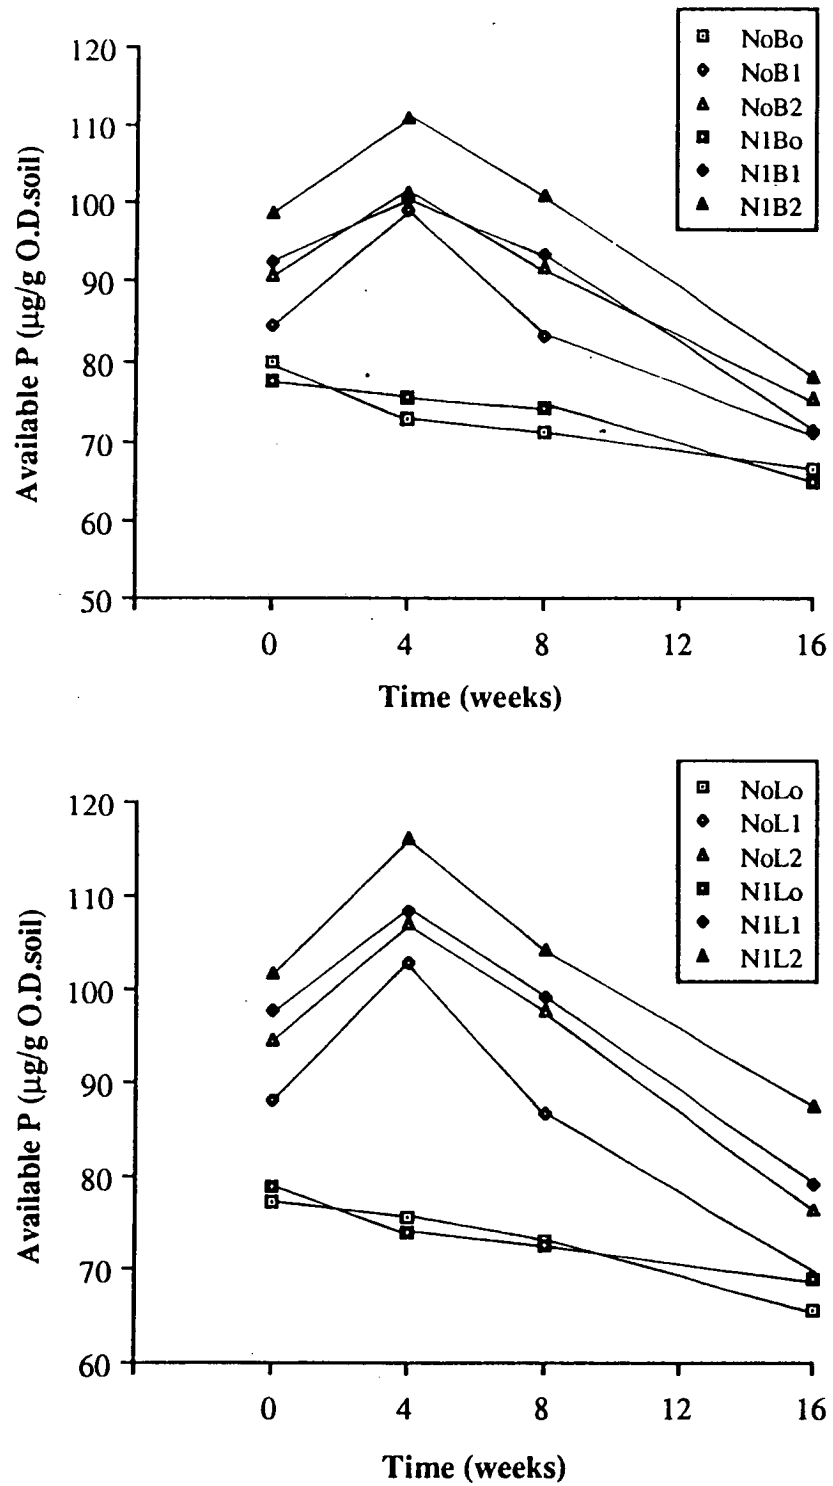 120
110
100
90
80
70
60
50
Available P (µg/g O.D.soil)
0 4 8 12 16
Time (weeks)
NoBo
NoB1
NoB2
N1Bo
N1B1
N1B2
120
110
100
90
80
70
60
Available P (µg/g O.D.soil)
0 4 8 12 16
Time (weeks)
NoLo
NoL1
NoL2
N1Lo
N1L1
N1L2